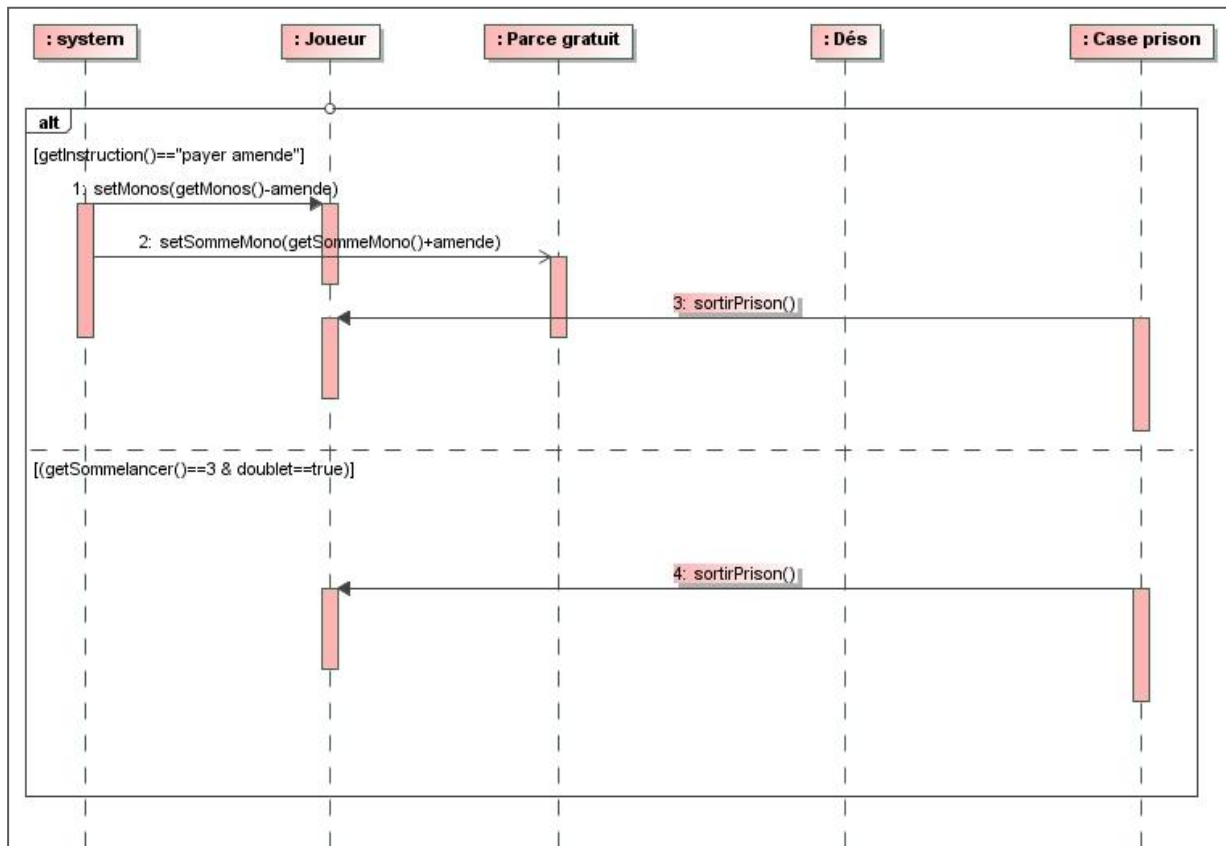 : system
: Joueur
: Parce gratuit
: Dés
: Case prison
alt
[getInstruction()=="payer amende"]
1: setMonos(getMonos()-amende)
2: setSommeMono(getSommeMono()+amende)
3: sortirPrison()
[(getSommelancer()==3 & doublet==true)]
4: sortirPrison()